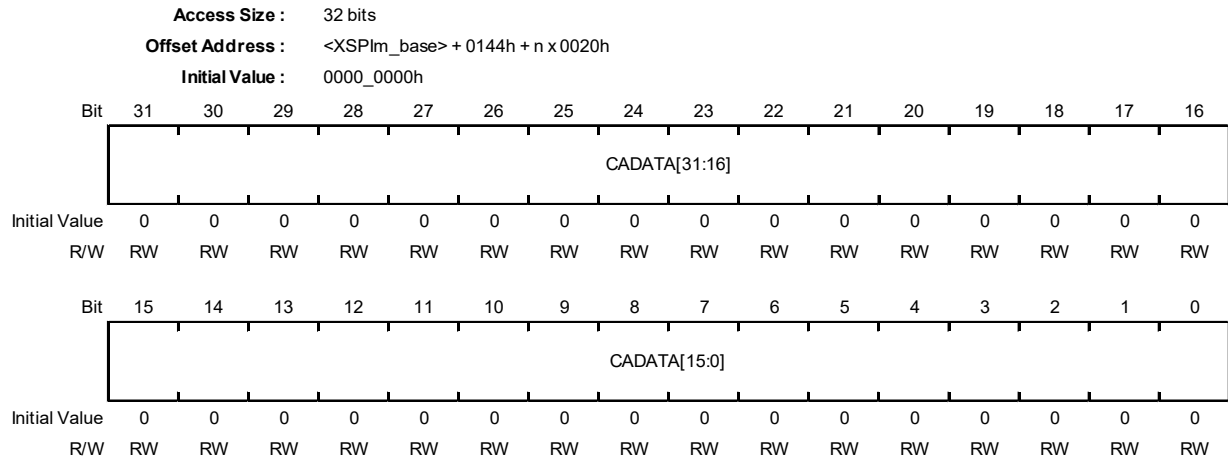 Access Size : 32 bits
Offset Address : <XSPIm_base> + 0144h + n x 0020h
Initial Value : 0000_0000h
Bit 31 30 29 28 27 26 25 24 23 22 21 20 19 18 17 16
CADATA[31:16]
Initial Value 0 0 0 0 0 0 0 0 0 0 0 0 0 0 0 0
R/W RW RW RW RW RW RW RW RW RW RW RW RW RW RW RW RW
Bit 15 14 13 12 11 10 9 8 7 6 5 4 3 2 1 0
CADATA[15:0]
Initial Value 0 0 0 0 0 0 0 0 0 0 0 0 0 0 0 0
R/W RW RW RW RW RW RW RW RW RW RW RW RW RW RW RW RW